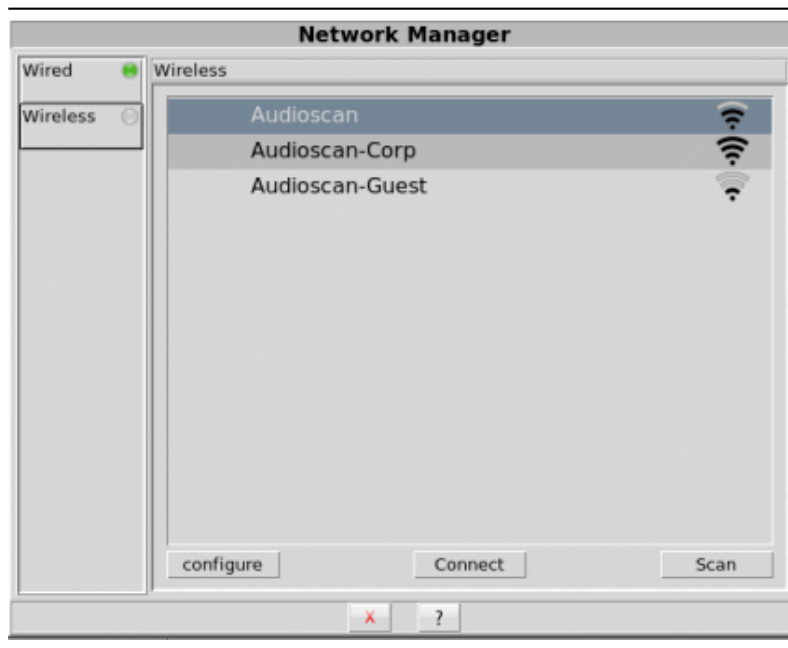 Network Manager
Wired
Wireless
Wireless
Audioscan
Audioscan-Corp
Audioscan-Guest
configure
Connect
Scan
X
?